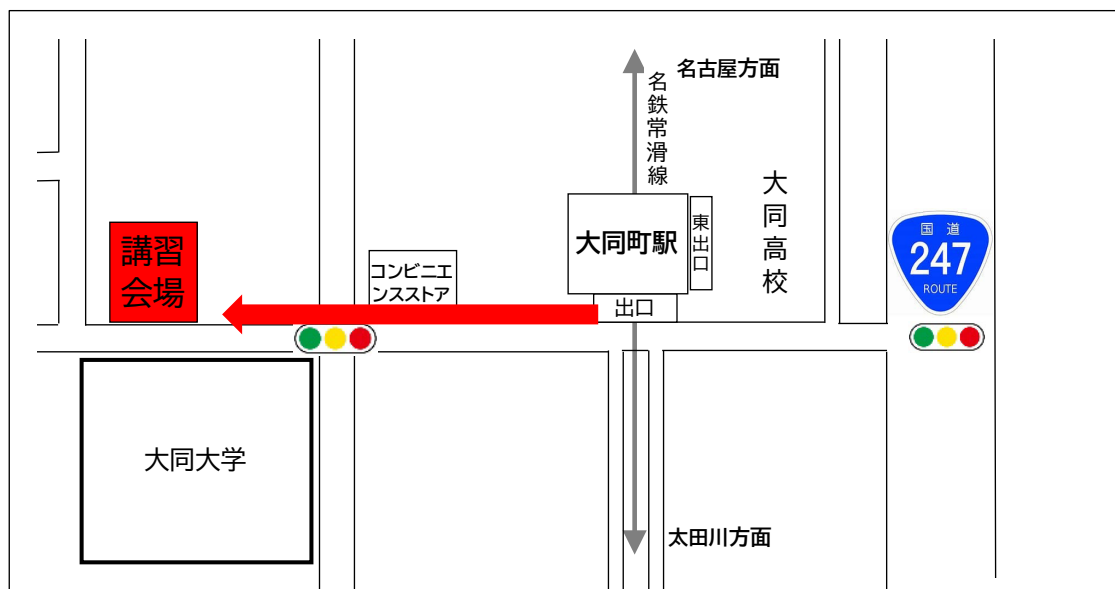 名古屋方面
名鉄常滑線
大同高校
国道
247
ROUTE
講習
会場
コンビニエ
ンスストア
大同町駅
東出口
出口
大同大学
太田川方面